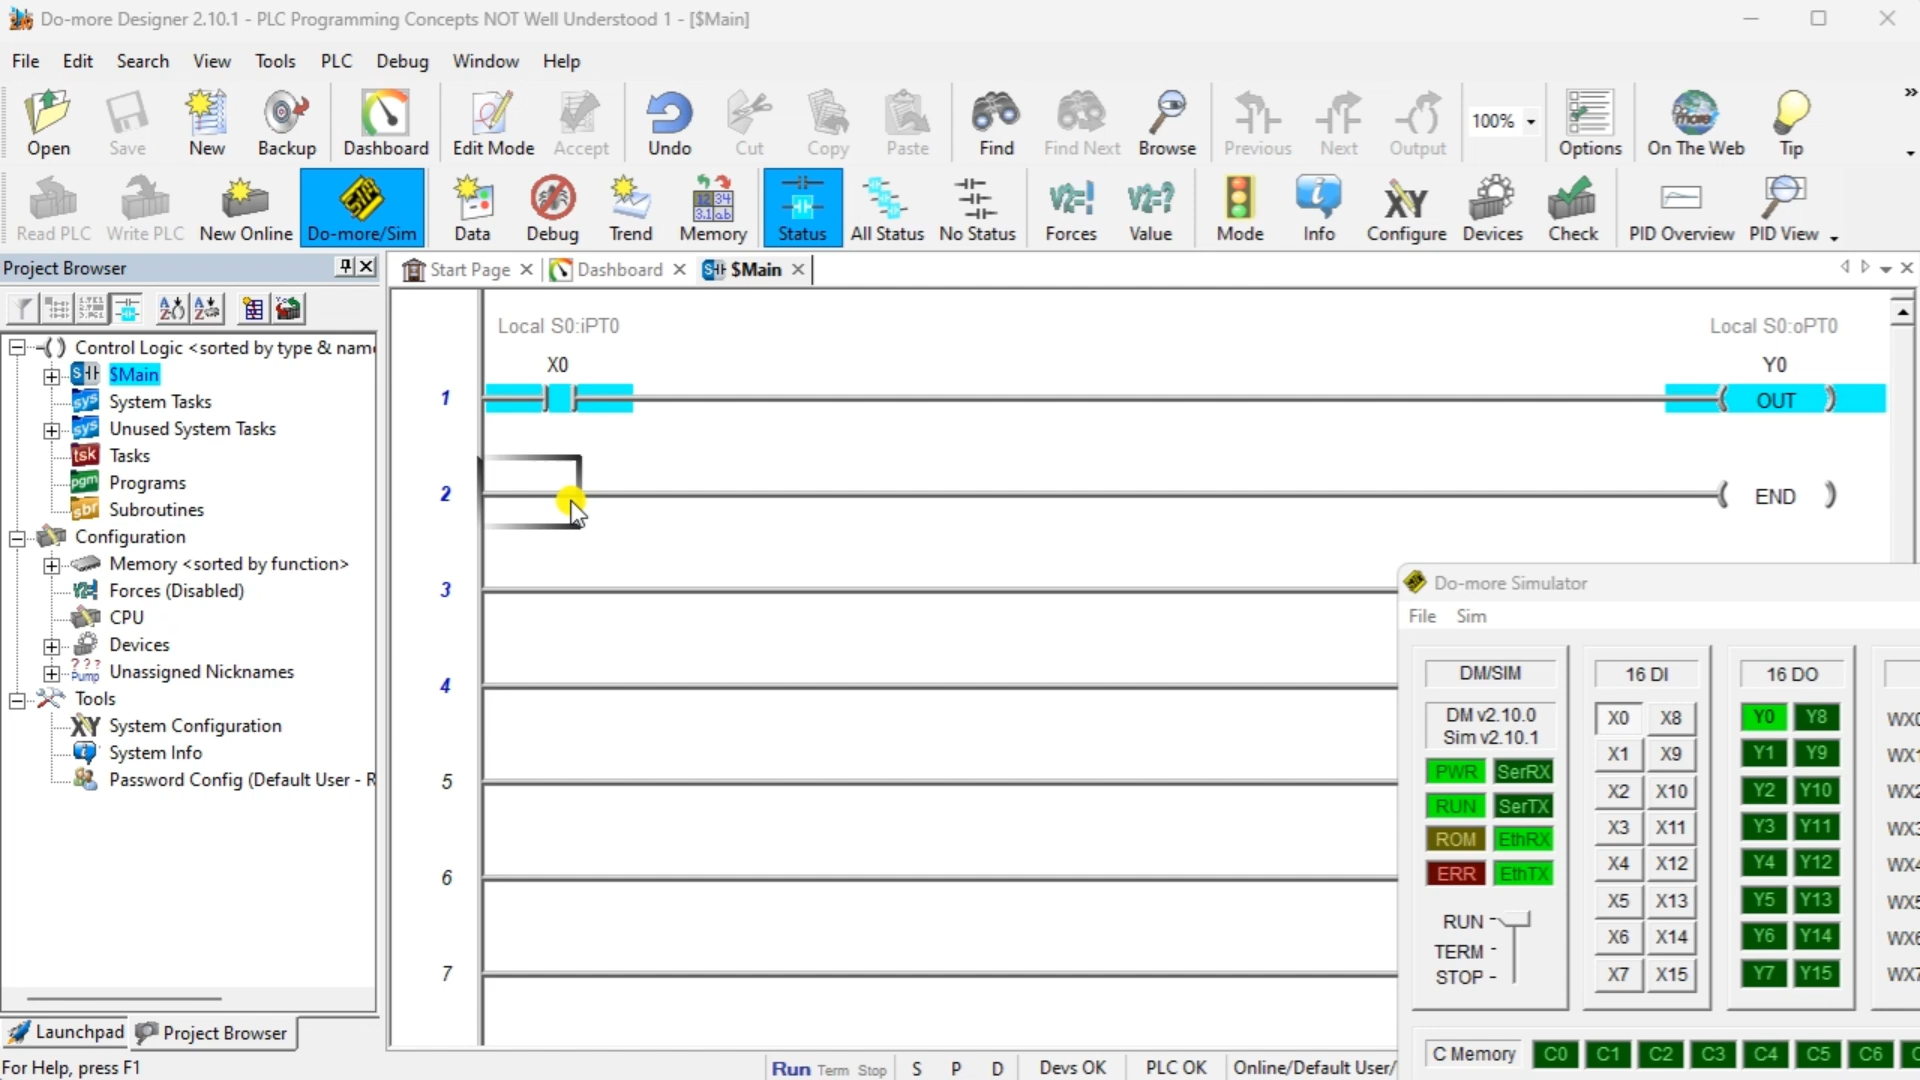 Do-more Designer 2.10.1 - PLC Programming Concepts NOT Well Understood 1 - [$Main]
File Edit Search View Tools PLC Debug Window Help
Open Save New Backup Dashboard Edit Mode Accept Undo Cut Copy Paste Find Find Next Browse Previous Next Output 100% Options On The Web Tip
Read PLC Write PLC New Online Do-more/Sim Data Debug Trend Memory Status All Status No Status Forces Value Mode Info Configure Devices Check PID Overview PID View
Project Browser
Start Page Dashboard $Main
Control Logic <sorted by type & nam
$Main
System Tasks
Unused System Tasks
Tasks
Programs
Subroutines
Configuration
Memory <sorted by function>
Forces (Disabled)
CPU
Devices
Unassigned Nicknames
Tools
System Configuration
System Info
Password Config (Default User - R
Launchpad Project Browser
Local S0:iPT0 Local S0:oPT0
X0 Y0
1 OUT
2 END
3
4
5
6
7
Do-more Simulator
File Sim
DM/SIM
DM v2.10.0
Sim v2.10.1
PWR SerRX
RUN SerTX
ROM EthRX
ERR EthTX
RUN
TERM
STOP
16 DI
X0 X8
X1 X9
X2 X10
X3 X11
X4 X12
X5 X13
X6 X14
X7 X15
16 DO
Y0 Y8
Y1 Y9
Y2 Y10
Y3 Y11
Y4 Y12
Y5 Y13
Y6 Y14
Y7 Y15
WX0
WX1
WX2
WX3
WX4
WX5
WX6
WX7
C Memory C0 C1 C2 C3 C4 C5 C6
For Help, press F1 Run Term Stop S P D Devs OK PLC OK Online/Default User/